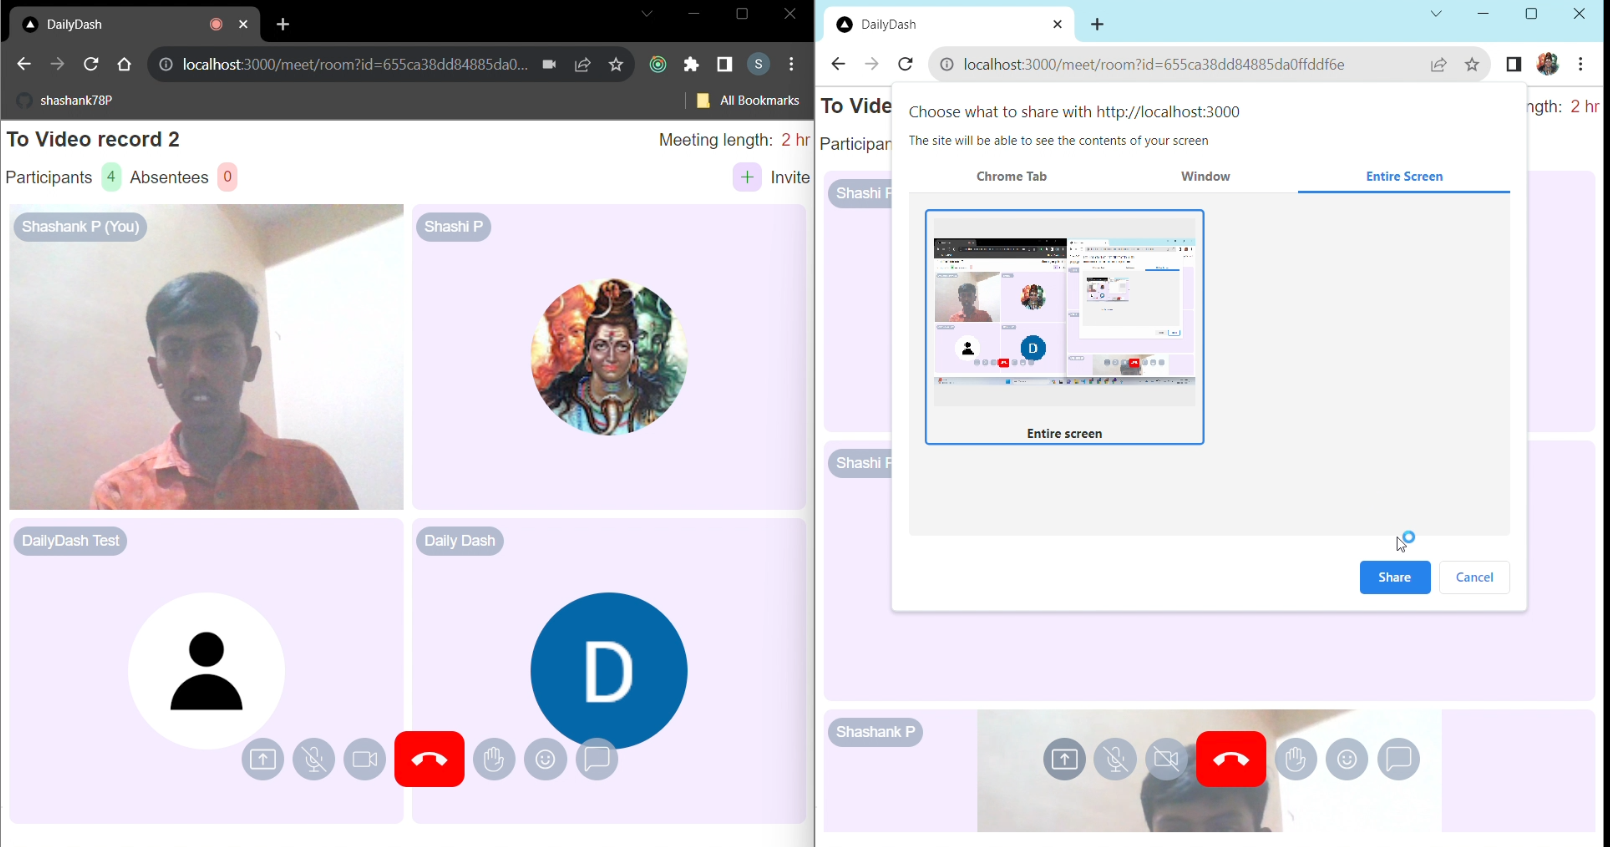 DailyDash
localhost:3000/meet/room?id=655ca38dd84885da0...
S
shashank78P
All Bookmarks
To Video record 2
Meeting length: 2 hr
Participants 4 Absentees 0
+ Invite
Shashank P (You)
Shashi P
DailyDash Test
Daily Dash
D
DailyDash
localhost:3000/meet/room?id=655ca38dd84885da0ffddf6e
To Vide
ngth: 2 hr
Participan
Choose what to share with http://localhost:3000
The site will be able to see the contents of your screen
Chrome Tab Window Entire Screen
D
Entire screen
Share Cancel
Shashi P
Shashi P
Shashank P